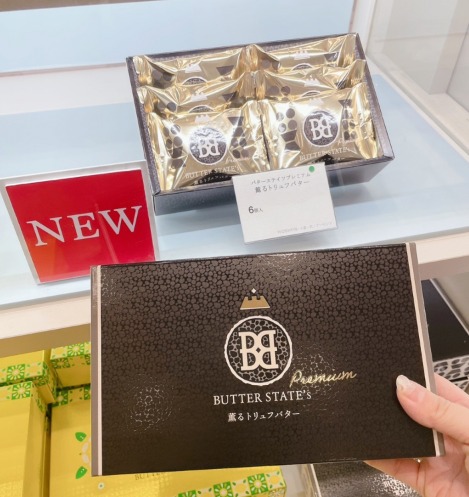 NEW
バターステイツプレミアム
薫るトリュフバター
6個入
Premium
BUTTER STATE's
薫るトリュフバター